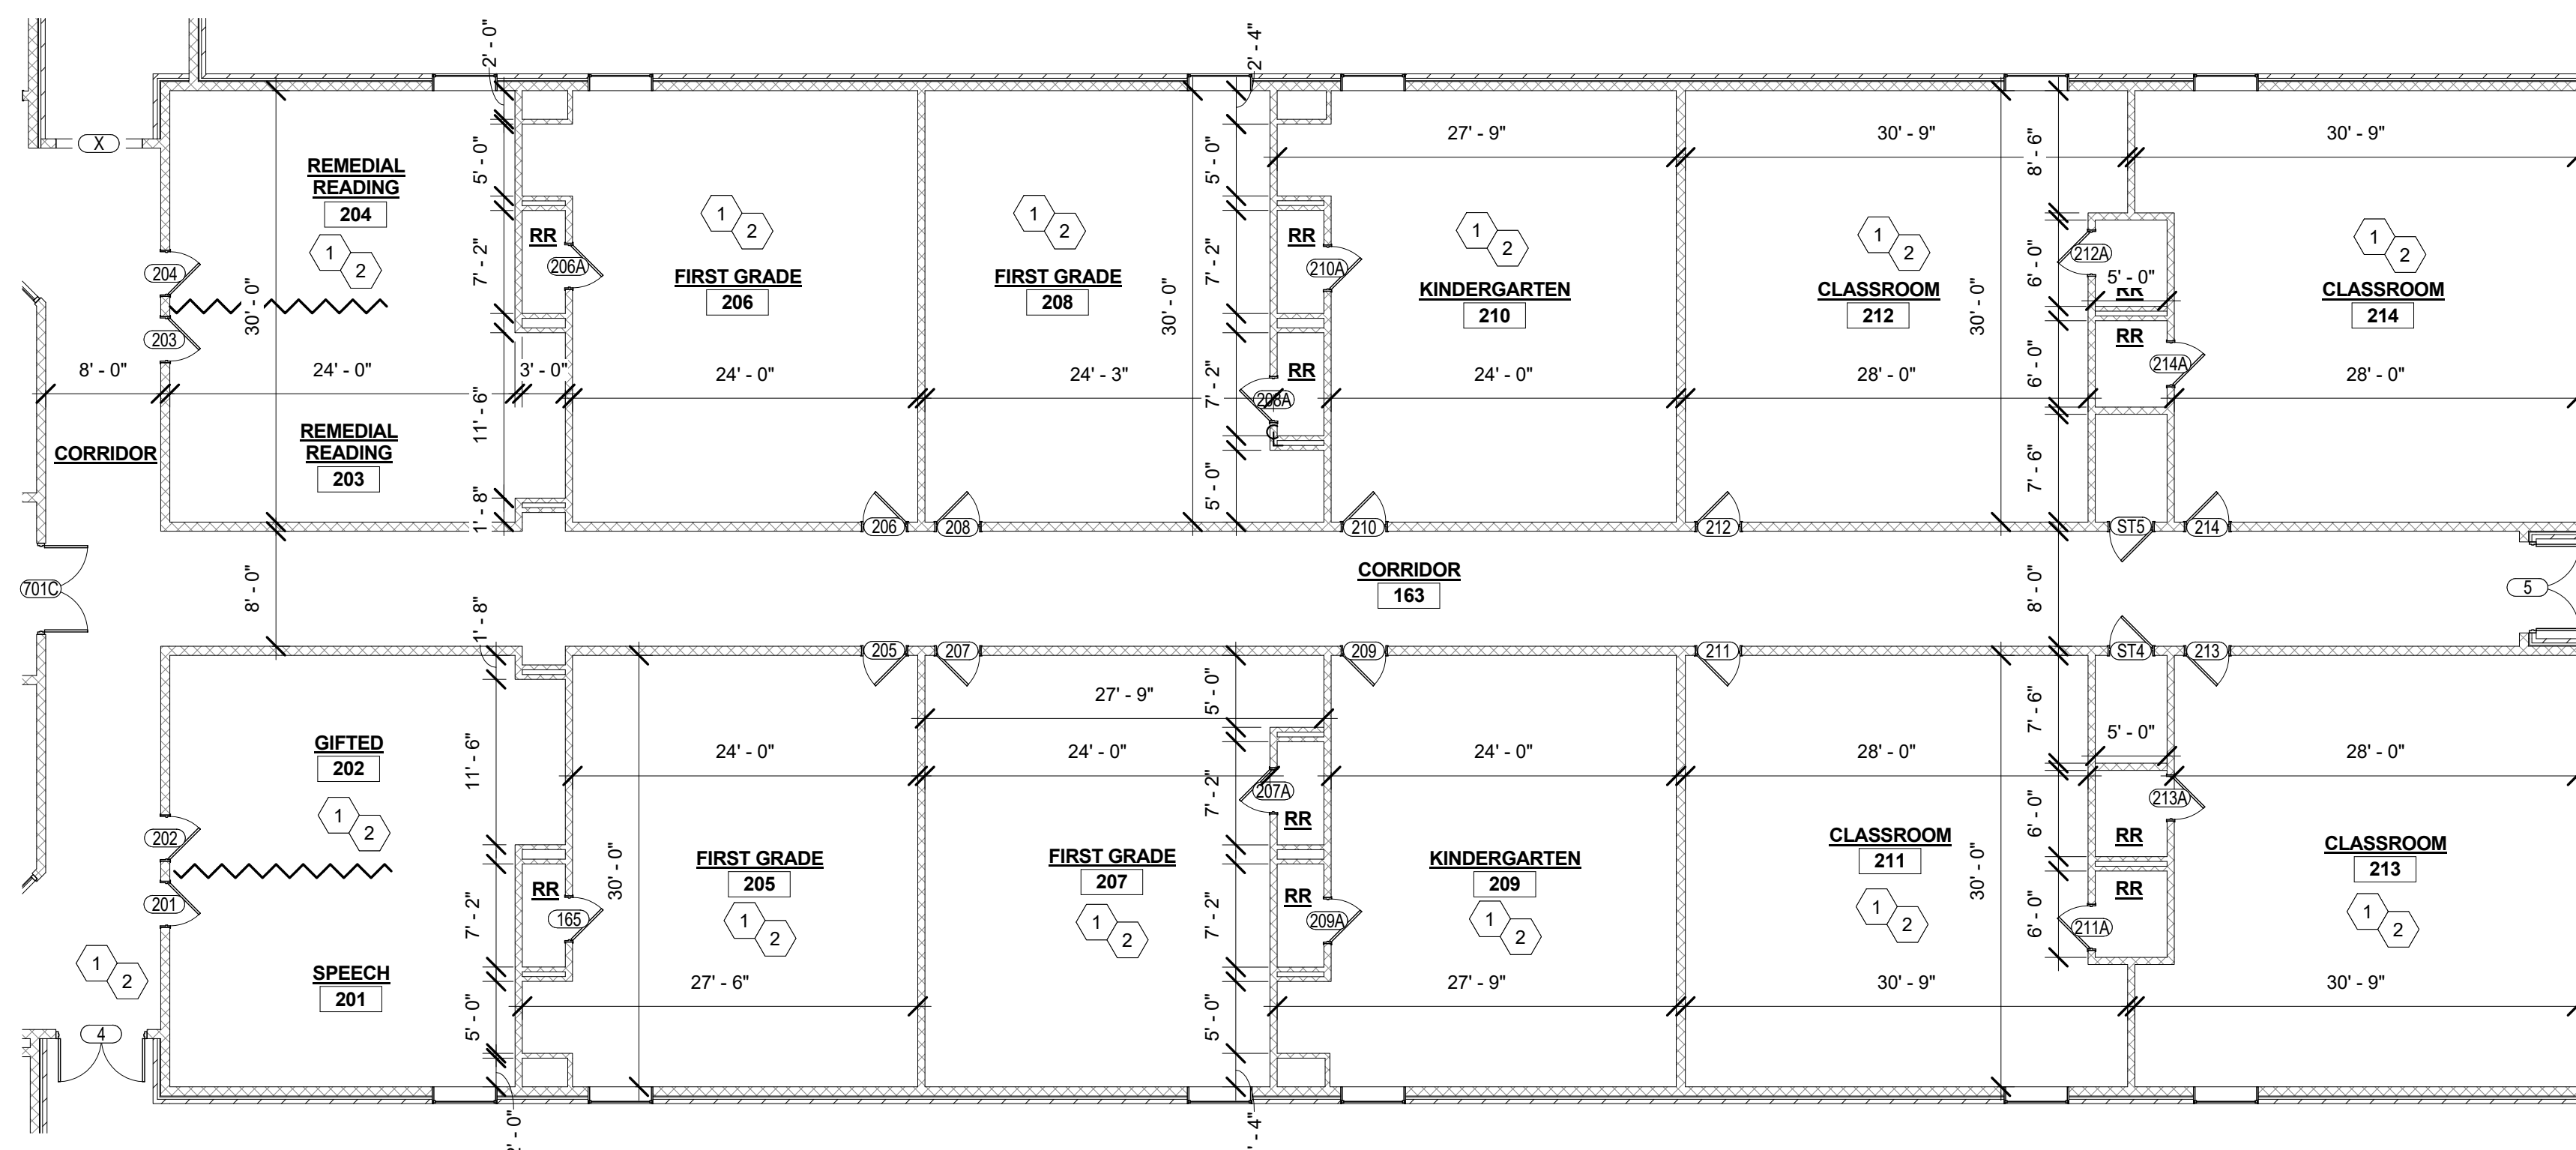 2' - 0"
2' - 4"
X
REMEDIAL
READING
204
1
2
204
203
30' - 0"
8' - 0"
24' - 0"
REMEDIAL
READING
203
CORRIDOR
5' - 0"
7' - 2"
11' - 6"
1' - 8"
RR
206A
3' - 0"
1
2
FIRST GRADE
206
24' - 0"
206
1
2
FIRST GRADE
208
24' - 3"
30' - 0"
208
5' - 0"
7' - 2"
7' - 2"
5' - 0"
RR
210A
RR
208A
27' - 9"
1
2
KINDERGARTEN
210
24' - 0"
210
30' - 9"
1
2
CLASSROOM
212
28' - 0"
30' - 0"
212
8' - 6"
6' - 0"
6' - 0"
7' - 6"
212A
5' - 0"
RR
RR
214A
ST5
30' - 9"
1
2
CLASSROOM
214
28' - 0"
214
701C
8' - 0"
CORRIDOR
163
8' - 0"
5
1' - 8"
205
207
209
211
ST4
213
GIFTED
202
1
2
202
201
SPEECH
201
1
2
4
11' - 6"
7' - 2"
5' - 0"
RR
165
24' - 0"
30' - 0"
FIRST GRADE
205
1
2
27' - 6"
27' - 9"
24' - 0"
FIRST GRADE
207
1
2
5' - 0"
7' - 2"
7' - 2"
5' - 0"
207A
RR
RR
209A
24' - 0"
KINDERGARTEN
209
1
2
27' - 9"
28' - 0"
CLASSROOM
211
1
2
30' - 0"
30' - 9"
7' - 6"
6' - 0"
6' - 0"
5' - 0"
213A
RR
RR
211A
28' - 0"
CLASSROOM
213
1
2
30' - 9"
' - 0"
' - 4"